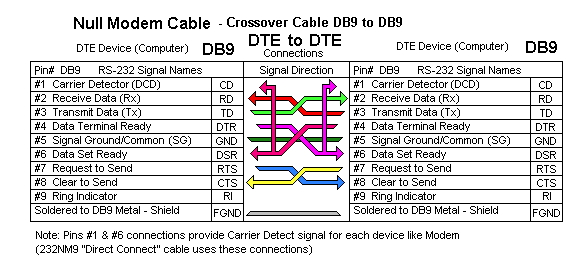 Null Modem Cable - Crossover Cable DB9 to DB9
DTE Device (Computer) DB9 DTE to DTE DTE Device (Computer) DB9
Connections
Pin# DB9 RS-232 Signal Names Signal Direction Pin# DB9 RS-232 Signal Names
#1 Carrier Detector (DCD) CD #1 Carrier Detector (DCD) CD
#2 Receive Data (Rx) RD #2 Receive Data (Rx) RD
#3 Transmit Data (Tx) TD #3 Transmit Data (Tx) TD
#4 Data Terminal Ready DTR #4 Data Terminal Ready DTR
#5 Signal Ground/Common (SG) GND #5 Signal Ground/Common (SG) GND
#6 Data Set Ready DSR #6 Data Set Ready DSR
#7 Request to Send RTS #7 Request to Send RTS
#8 Clear to Send CTS #8 Clear to Send CTS
#9 Ring Indicator RI #9 Ring Indicator RI
Soldered to DB9 Metal - Shield FGND Soldered to DB9 Metal - Shield FGND
Note: Pins #1 & #6 connections provide Carrier Detect signal for each device like Modem
(232NM9 "Direct Connect" cable uses these connections)